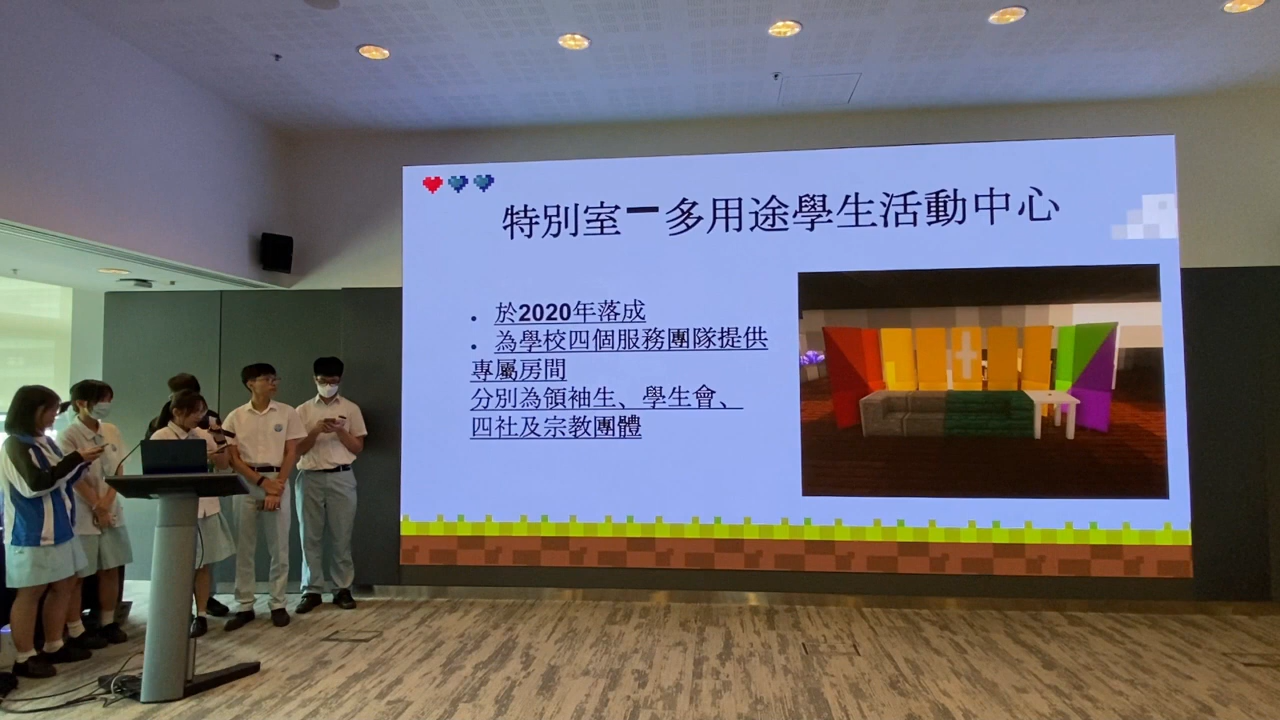 特別室－多用途學生活動中心
．於2020年落成
．為學校四個服務團隊提供
專屬房間
分別為領袖生、學生會、
四社及宗教團體